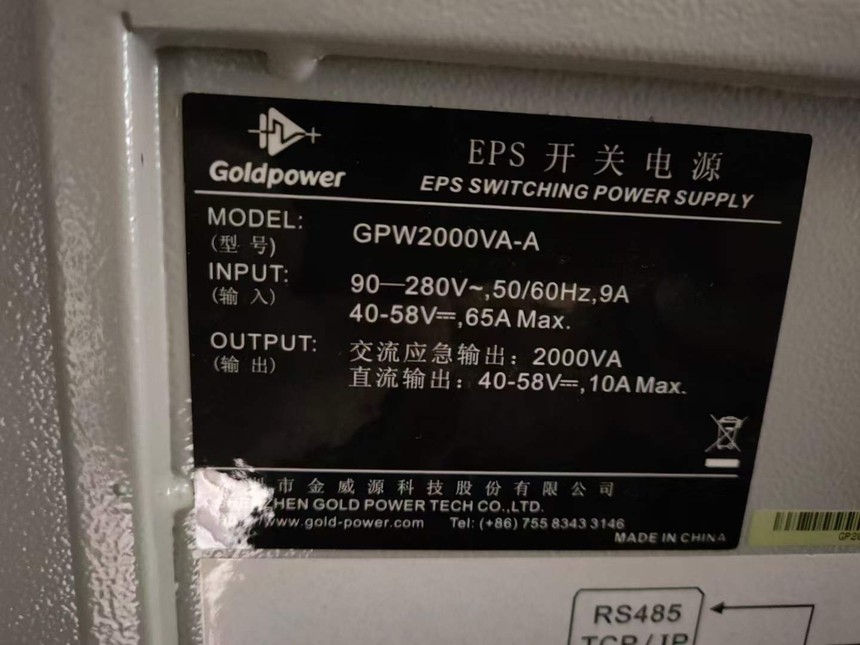 Goldpower
EPS 开关电源
EPS SWITCHING POWER SUPPLY
MODEL: GPW2000VA-A
(型号)
INPUT: 90—280V~,50/60Hz,9A
(输入) 40-58V⎓,65A Max.
OUTPUT: 交流应急输出: 2000VA
(输出) 直流输出: 40-58V⎓,10A Max.
市金威源科技股份有限公司
GOLD POWER TECH CO.,LTD.
www.gold-power.com Tel: (+86) 755 8343 3146
MADE IN CHINA
RS485
TCP/IP